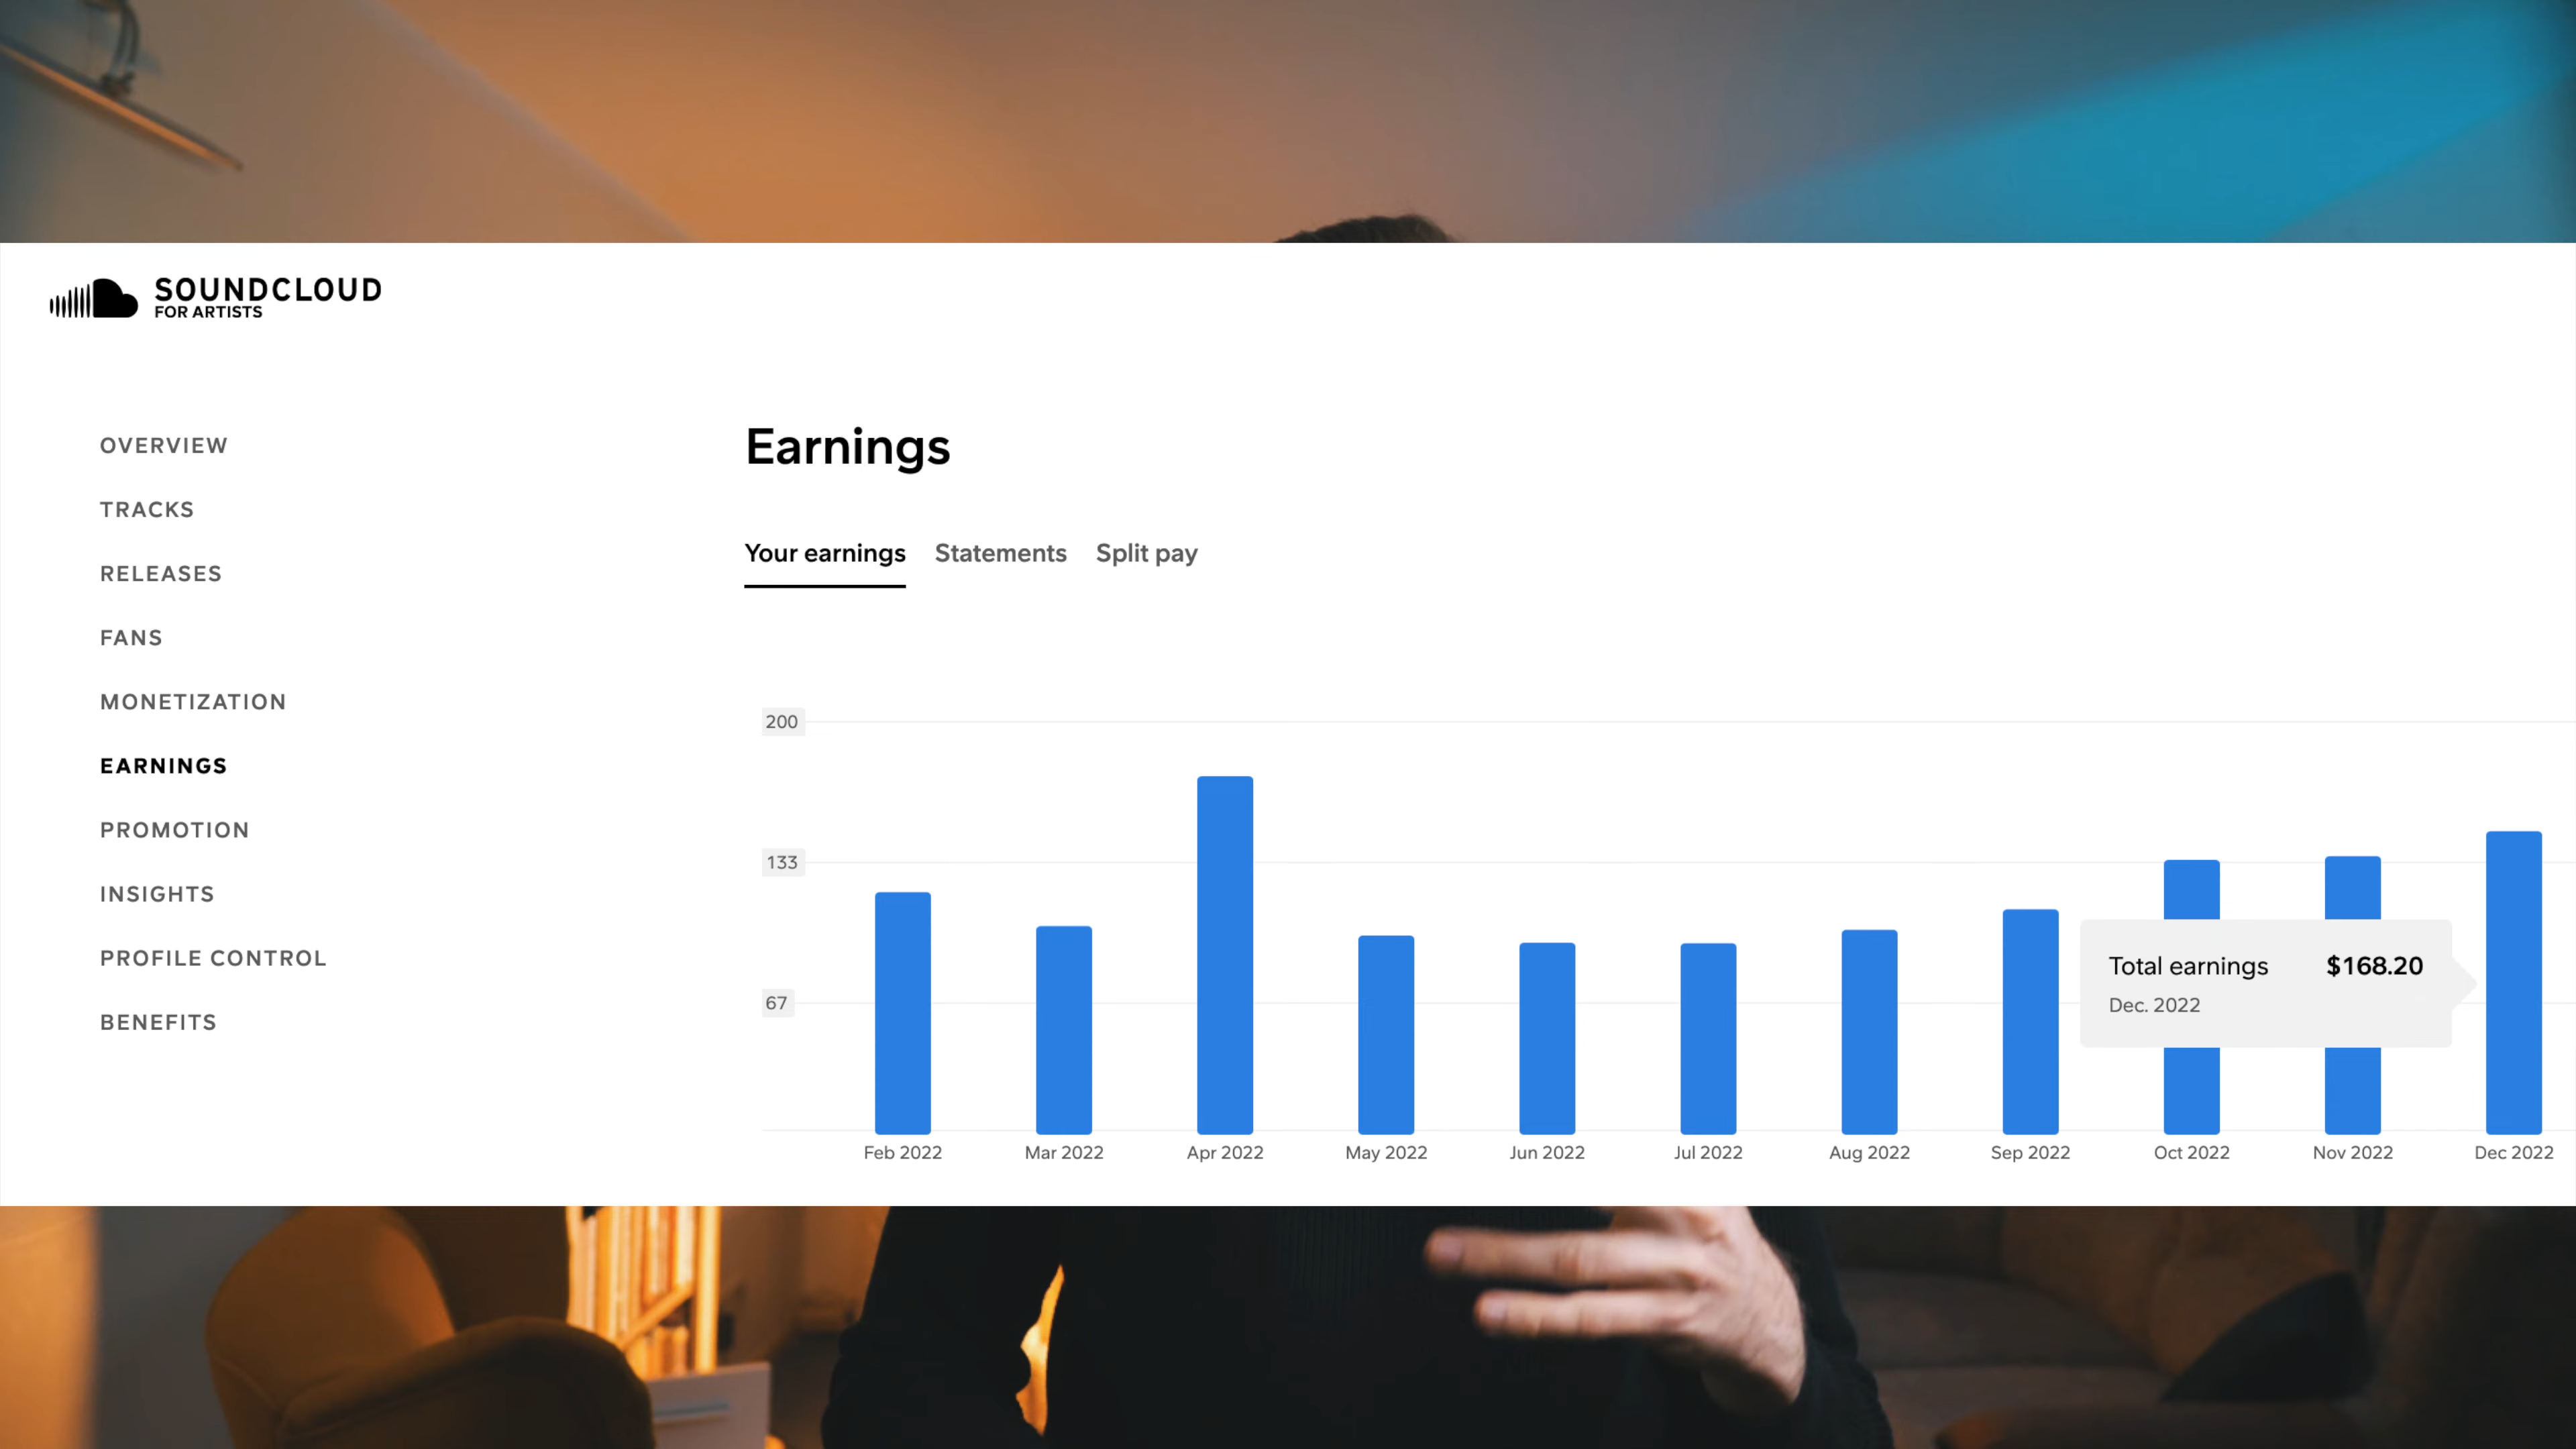 SOUNDCLOUD
FOR ARTISTS
OVERVIEW
TRACKS
RELEASES
FANS
MONETIZATION
EARNINGS
PROMOTION
INSIGHTS
PROFILE CONTROL
BENEFITS
Earnings
Your earnings Statements Split pay
200
133
67
Total earnings $168.20
Dec. 2022
Feb 2022 Mar 2022 Apr 2022 May 2022 Jun 2022 Jul 2022 Aug 2022 Sep 2022 Oct 2022 Nov 2022 Dec 2022